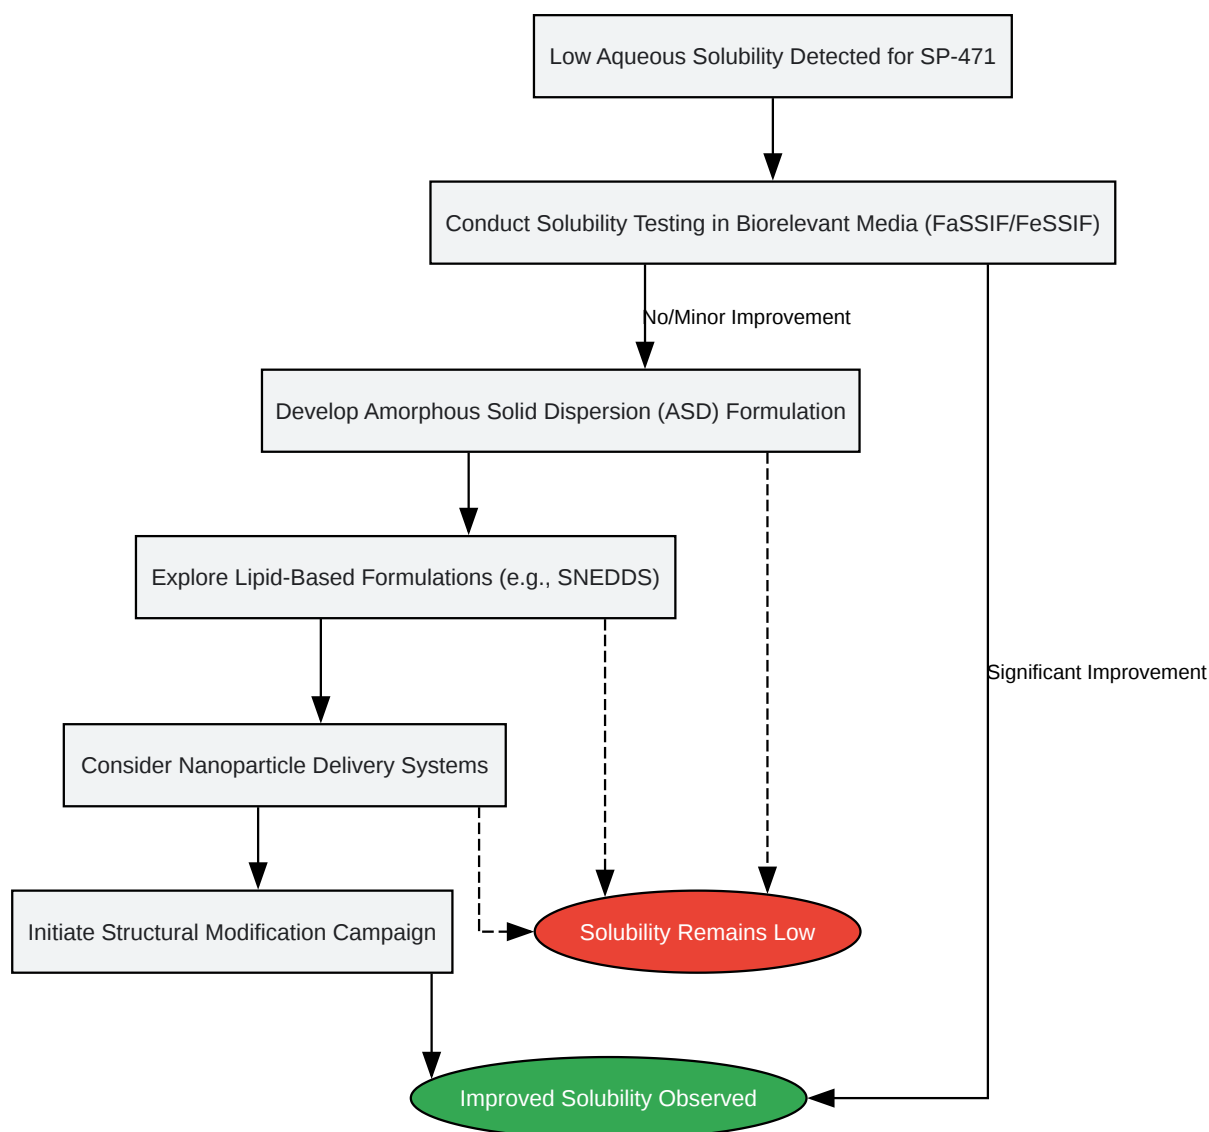 Low Aqueous Solubility Detected for SP-471
Conduct Solubility Testing in Biorelevant Media (FaSSIF/FeSSIF)
No/Minor Improvement
Develop Amorphous Solid Dispersion (ASD) Formulation
Explore Lipid-Based Formulations (e.g., SNEDDS)
Significant Improvement
Consider Nanoparticle Delivery Systems
Initiate Structural Modification Campaign
Solubility Remains Low
Improved Solubility Observed